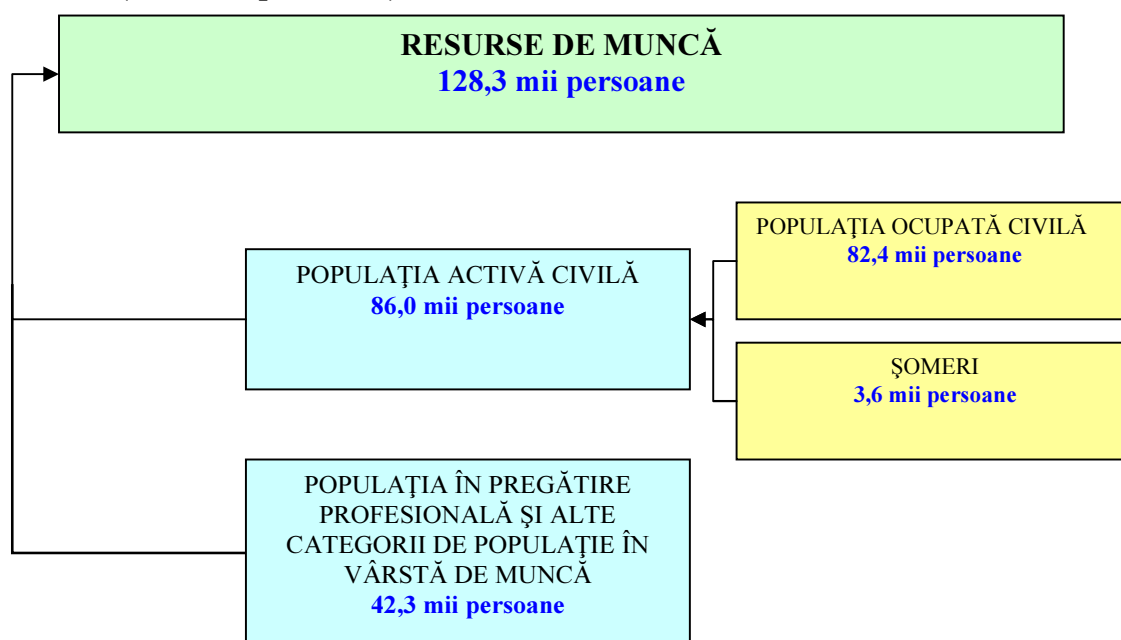 RESURSE DE MUNCĂ
128,3 mii persoane
POPULAŢIA OCUPATĂ CIVILĂ
82,4 mii persoane
POPULAŢIA ACTIVĂ CIVILĂ
86,0 mii persoane
ŞOMERI
3,6 mii persoane
POPULAŢIA ÎN PREGĂTIRE
PROFESIONALĂ ŞI ALTE
CATEGORII DE POPULAŢIE ÎN
VÂRSTĂ DE MUNCĂ
42,3 mii persoane